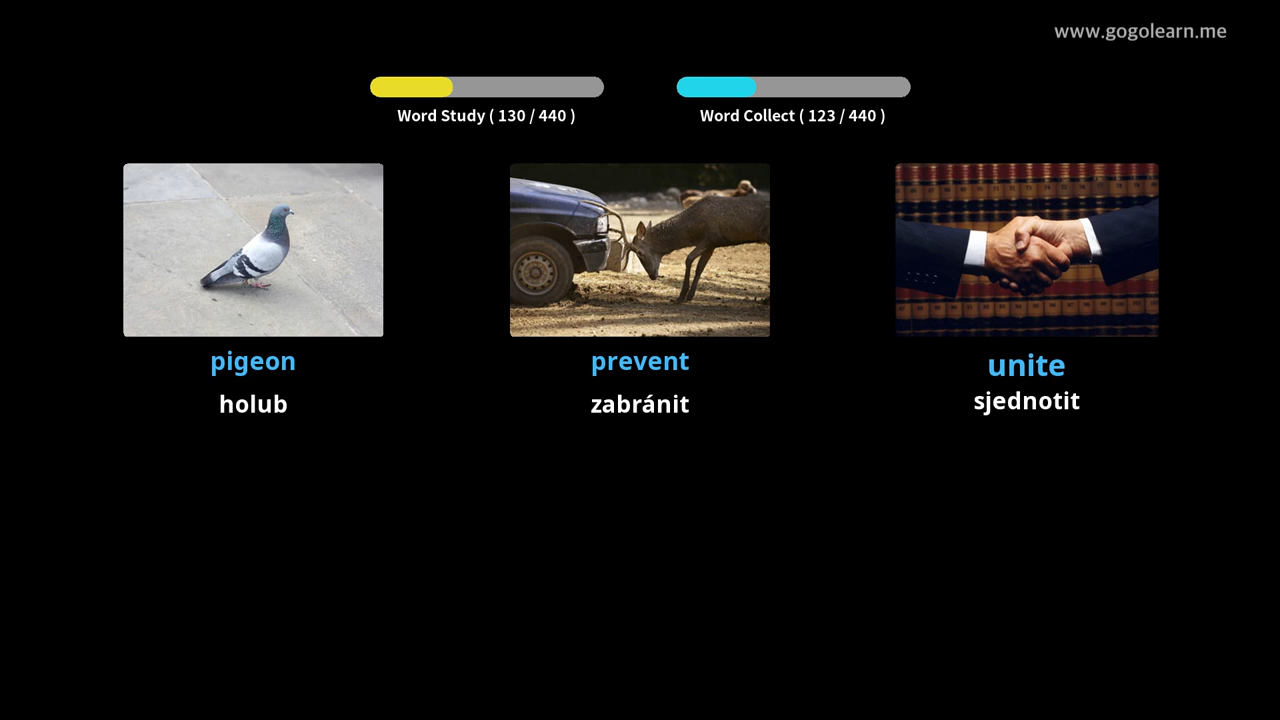 www.gogolearn.me
Word Study ( 130 / 440 )
Word Collect ( 123 / 440 )
pigeon
prevent
unite
holub
zabránit
sjednotit